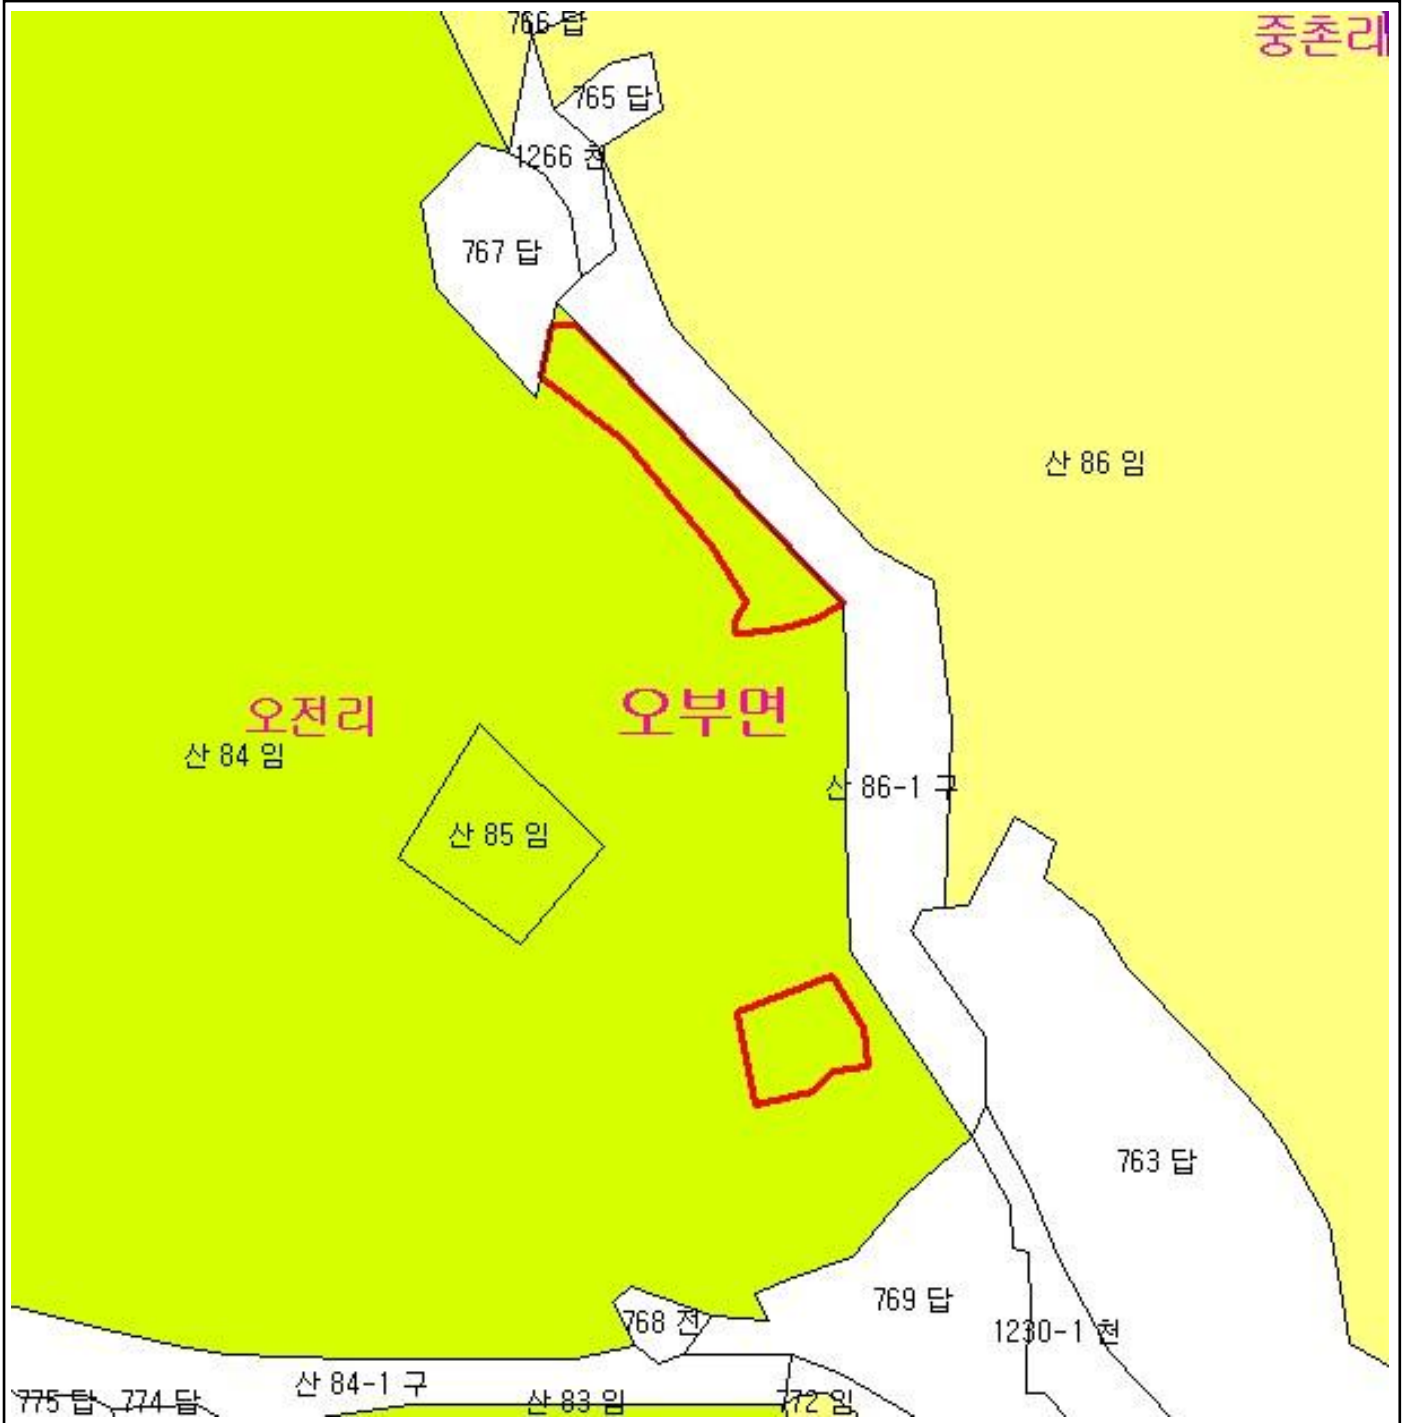 766 답
중촌리
765 답
1266 천
767 답
산 86 임
오전리
오부면
산 84 임
산 86-1 구
산 85 임
763 답
769 답
768 전
1230-1 천
산 84-1 구
775 답
774 답
산 83 임
772 임